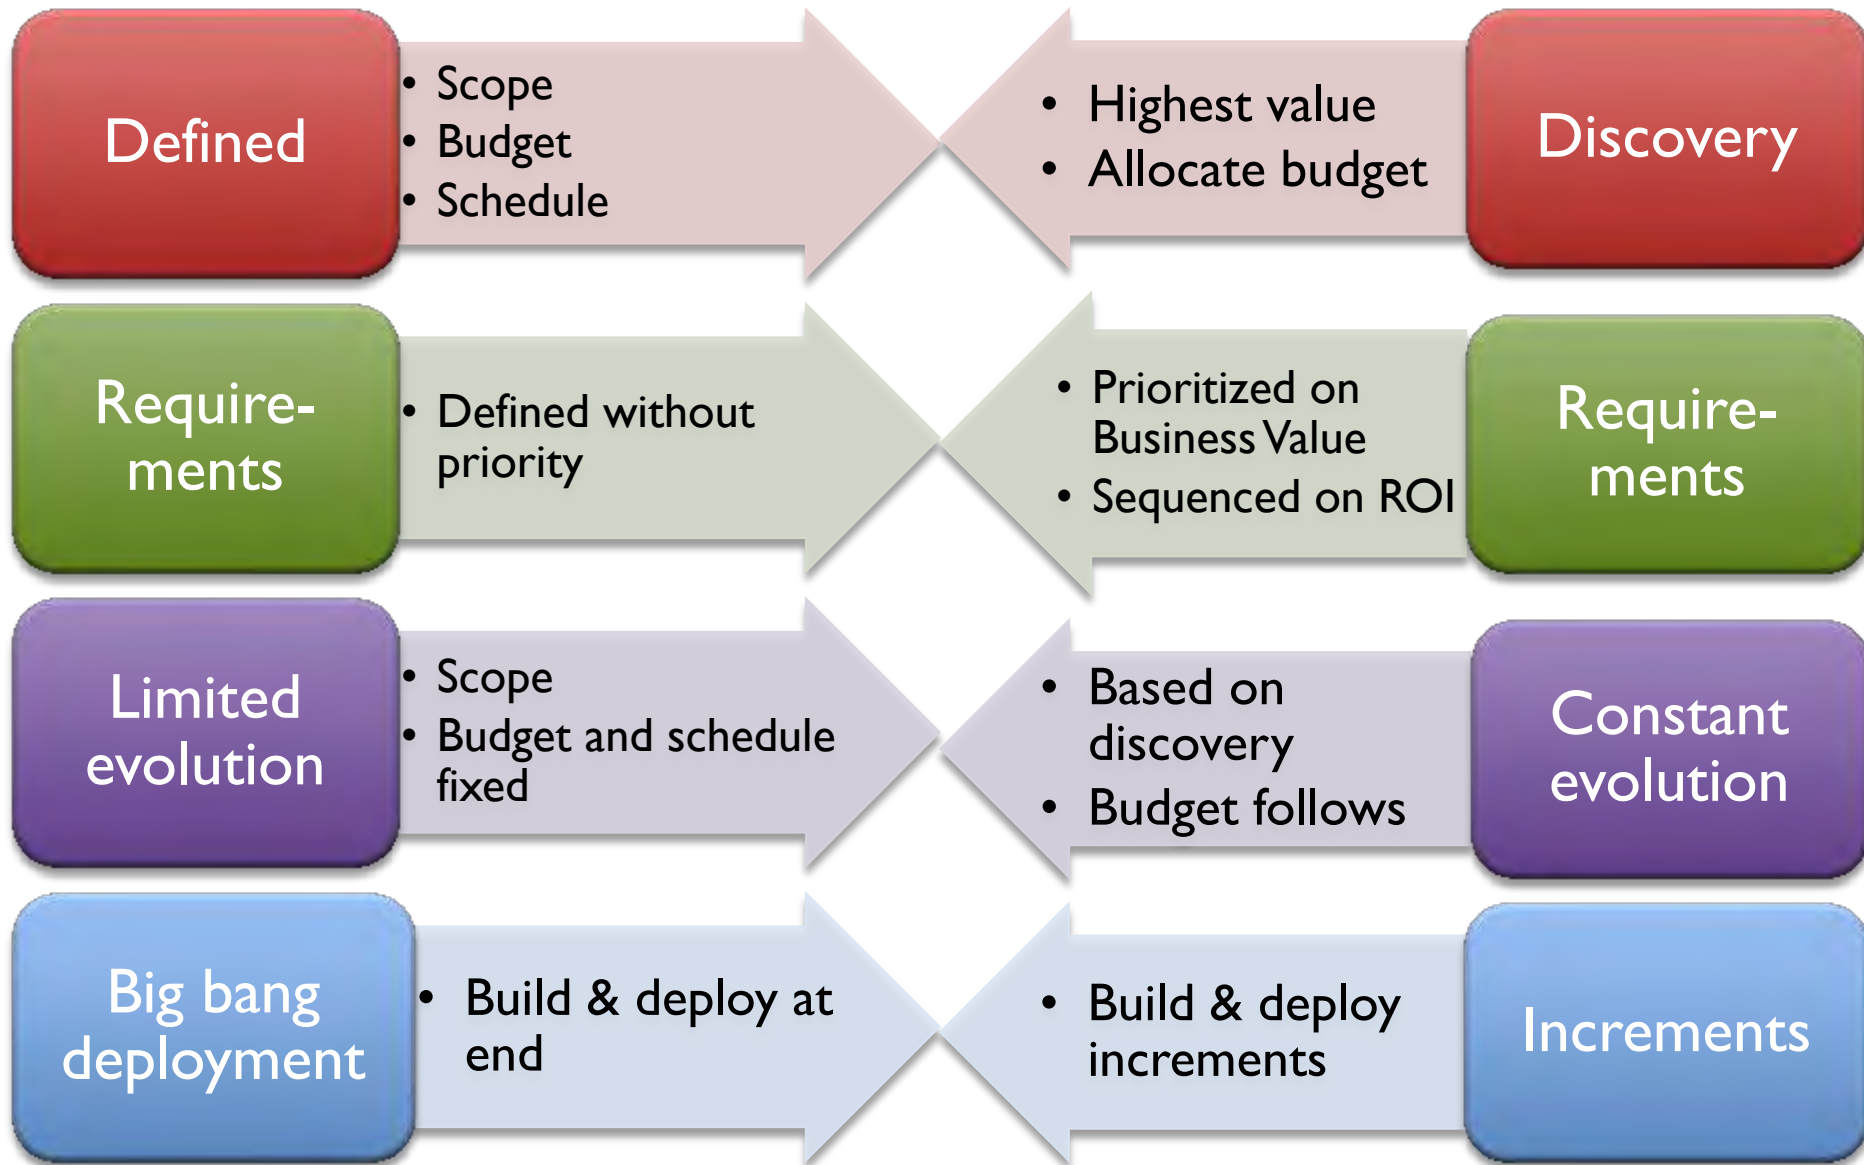 Defined
• Scope
• Budget
• Schedule
• Highest value
• Allocate budget
Discovery
Require-
ments
• Defined without
priority
• Prioritized on
Business Value
• Sequenced on ROI
Require-
ments
Limited
evolution
• Scope
• Budget and schedule
fixed
• Based on
discovery
• Budget follows
Constant
evolution
Big bang
deployment
• Build & deploy at
end
• Build & deploy
increments
Increments